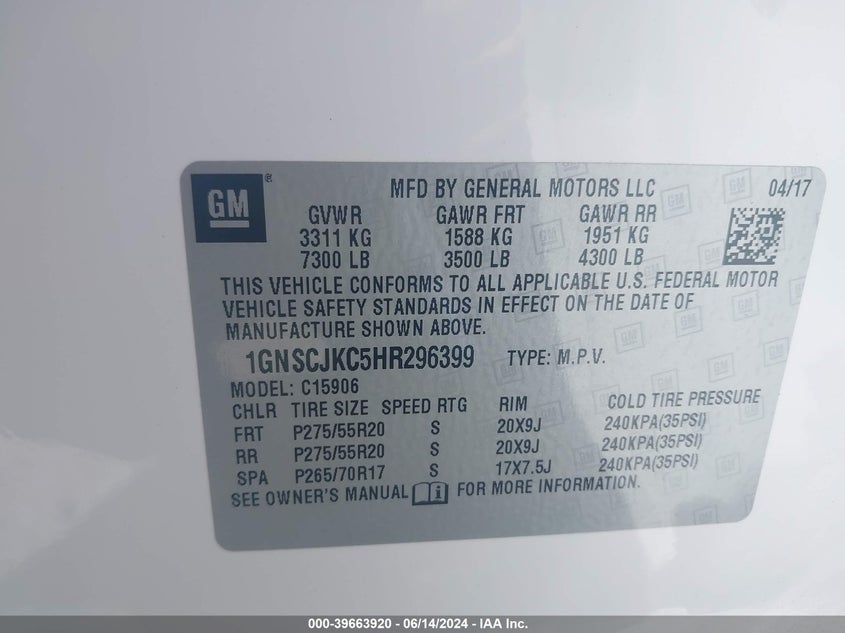 GM ®
MFD BY GENERAL MOTORS LLC 04/17
GVWR GAWR FRT GAWR RR
3311 KG 1588 KG 1951 KG
7300 LB 3500 LB 4300 LB
THIS VEHICLE CONFORMS TO ALL APPLICABLE U.S. FEDERAL MOTOR
VEHICLE SAFETY STANDARDS IN EFFECT ON THE DATE OF
MANUFACTURE SHOWN ABOVE.
1GNSCJKC5HR296399 TYPE: M.P.V.
MODEL: C15906
CHLR TIRE SIZE SPEED RTG RIM COLD TIRE PRESSURE
FRT P275/55R20 S 20X9J 240KPA(35PSI)
RR P275/55R20 S 20X9J 240KPA(35PSI)
SPA P265/70R17 S 17X7.5J 240KPA(35PSI)
SEE OWNER'S MANUAL FOR MORE INFORMATION.
000-39663920 - 06/14/2024 - IAA Inc.